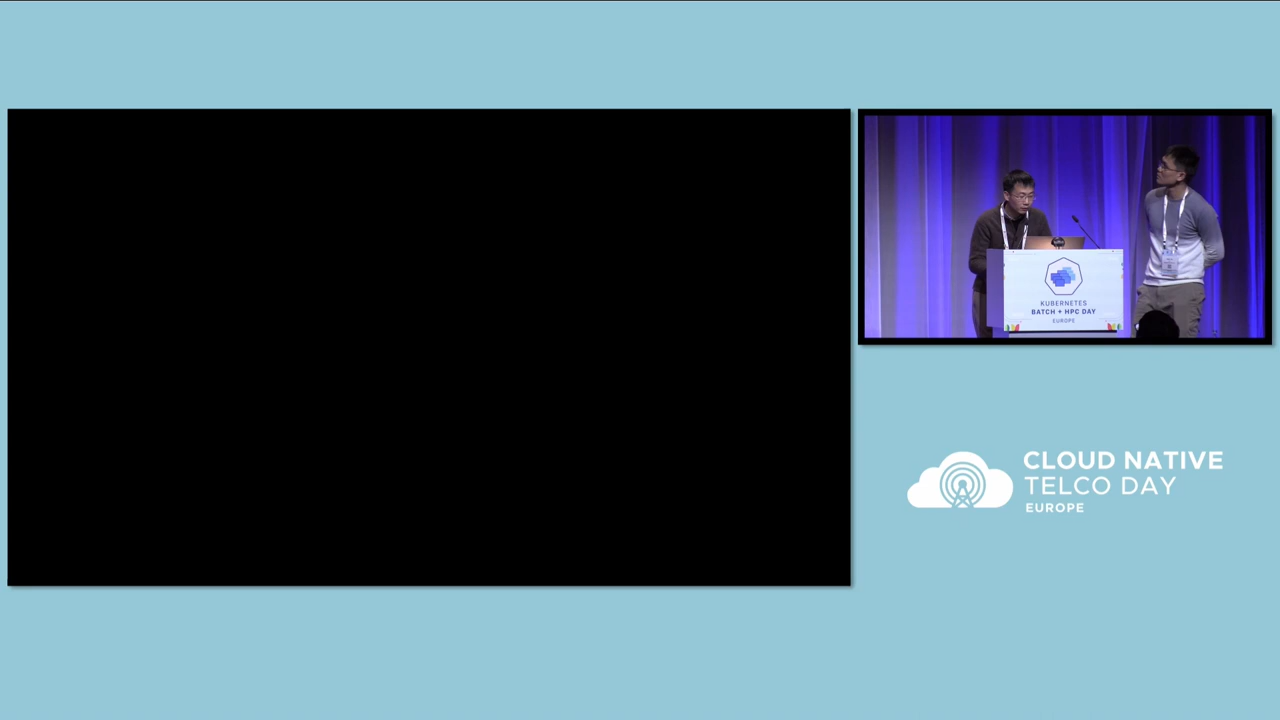 KUBERNETES
BATCH + HPC DAY
EUROPE
CLOUD NATIVE
TELCO DAY
EUROPE